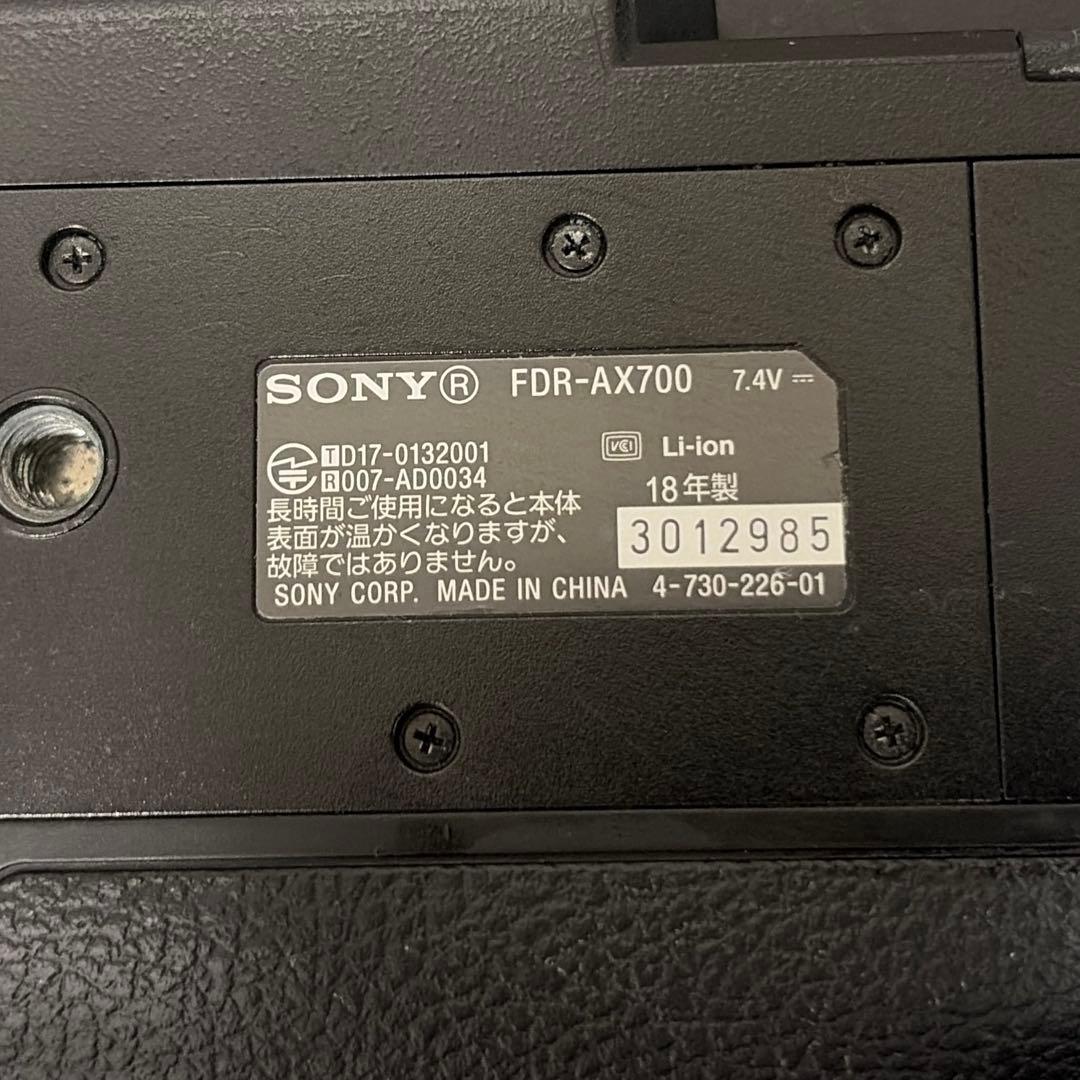 SONY® FDR-AX700 7.4V ⎓
T D17-0132001
R 007-AD0034
VCI Li-ion
18年製
3012985
長時間ご使用になると本体
表面が温かくなりますが、
故障ではありません。
SONY CORP. MADE IN CHINA 4-730-226-01